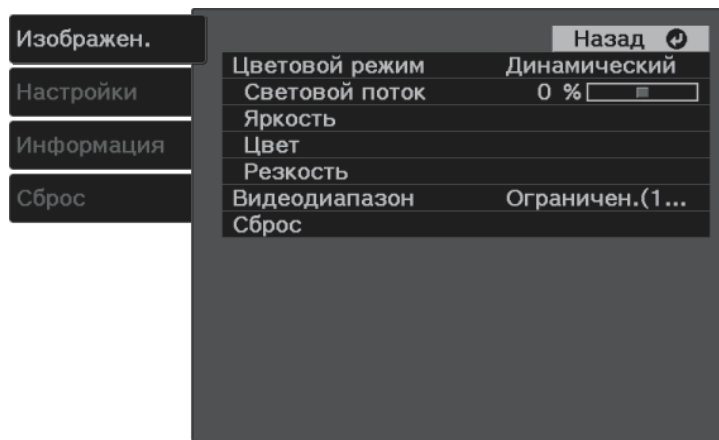 Изображен.
Настройки
Информация
Сброс
Назад
Цветовой режим Динамический
Световой поток 0 %
Яркость
Цвет
Резкость
Видеодиапазон Ограничен.(1...
Сброс